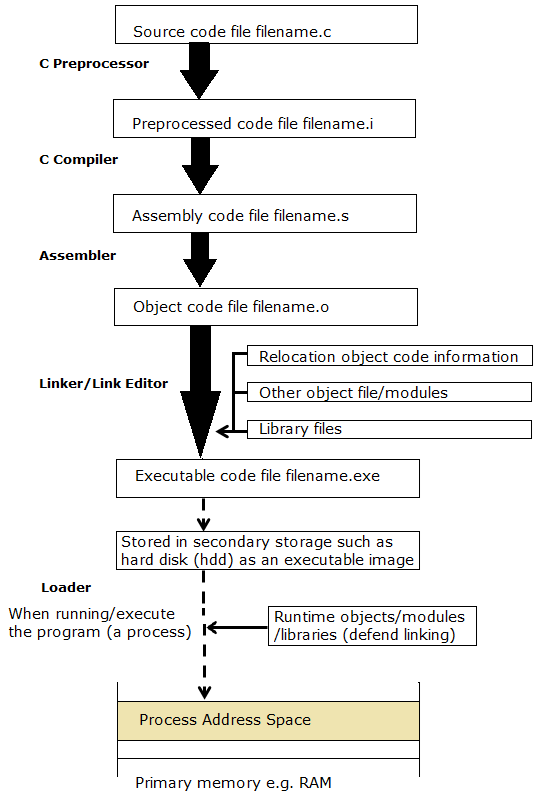 Source code file filename.c
C Preprocessor
Preprocessed code file filename.i
C Compiler
Assembly code file filename.s
Assembler
Object code file filename.o
Relocation object code information
Linker/Link Editor
Other object file/modules
Library files
Executable code file filename.exe
Stored in secondary storage such as
hard disk (hdd) as an executable image
Loader
When running/execute
the program (a process)
Runtime objects/modules
/libraries (defend linking)
Process Address Space
Primary memory e.g. RAM